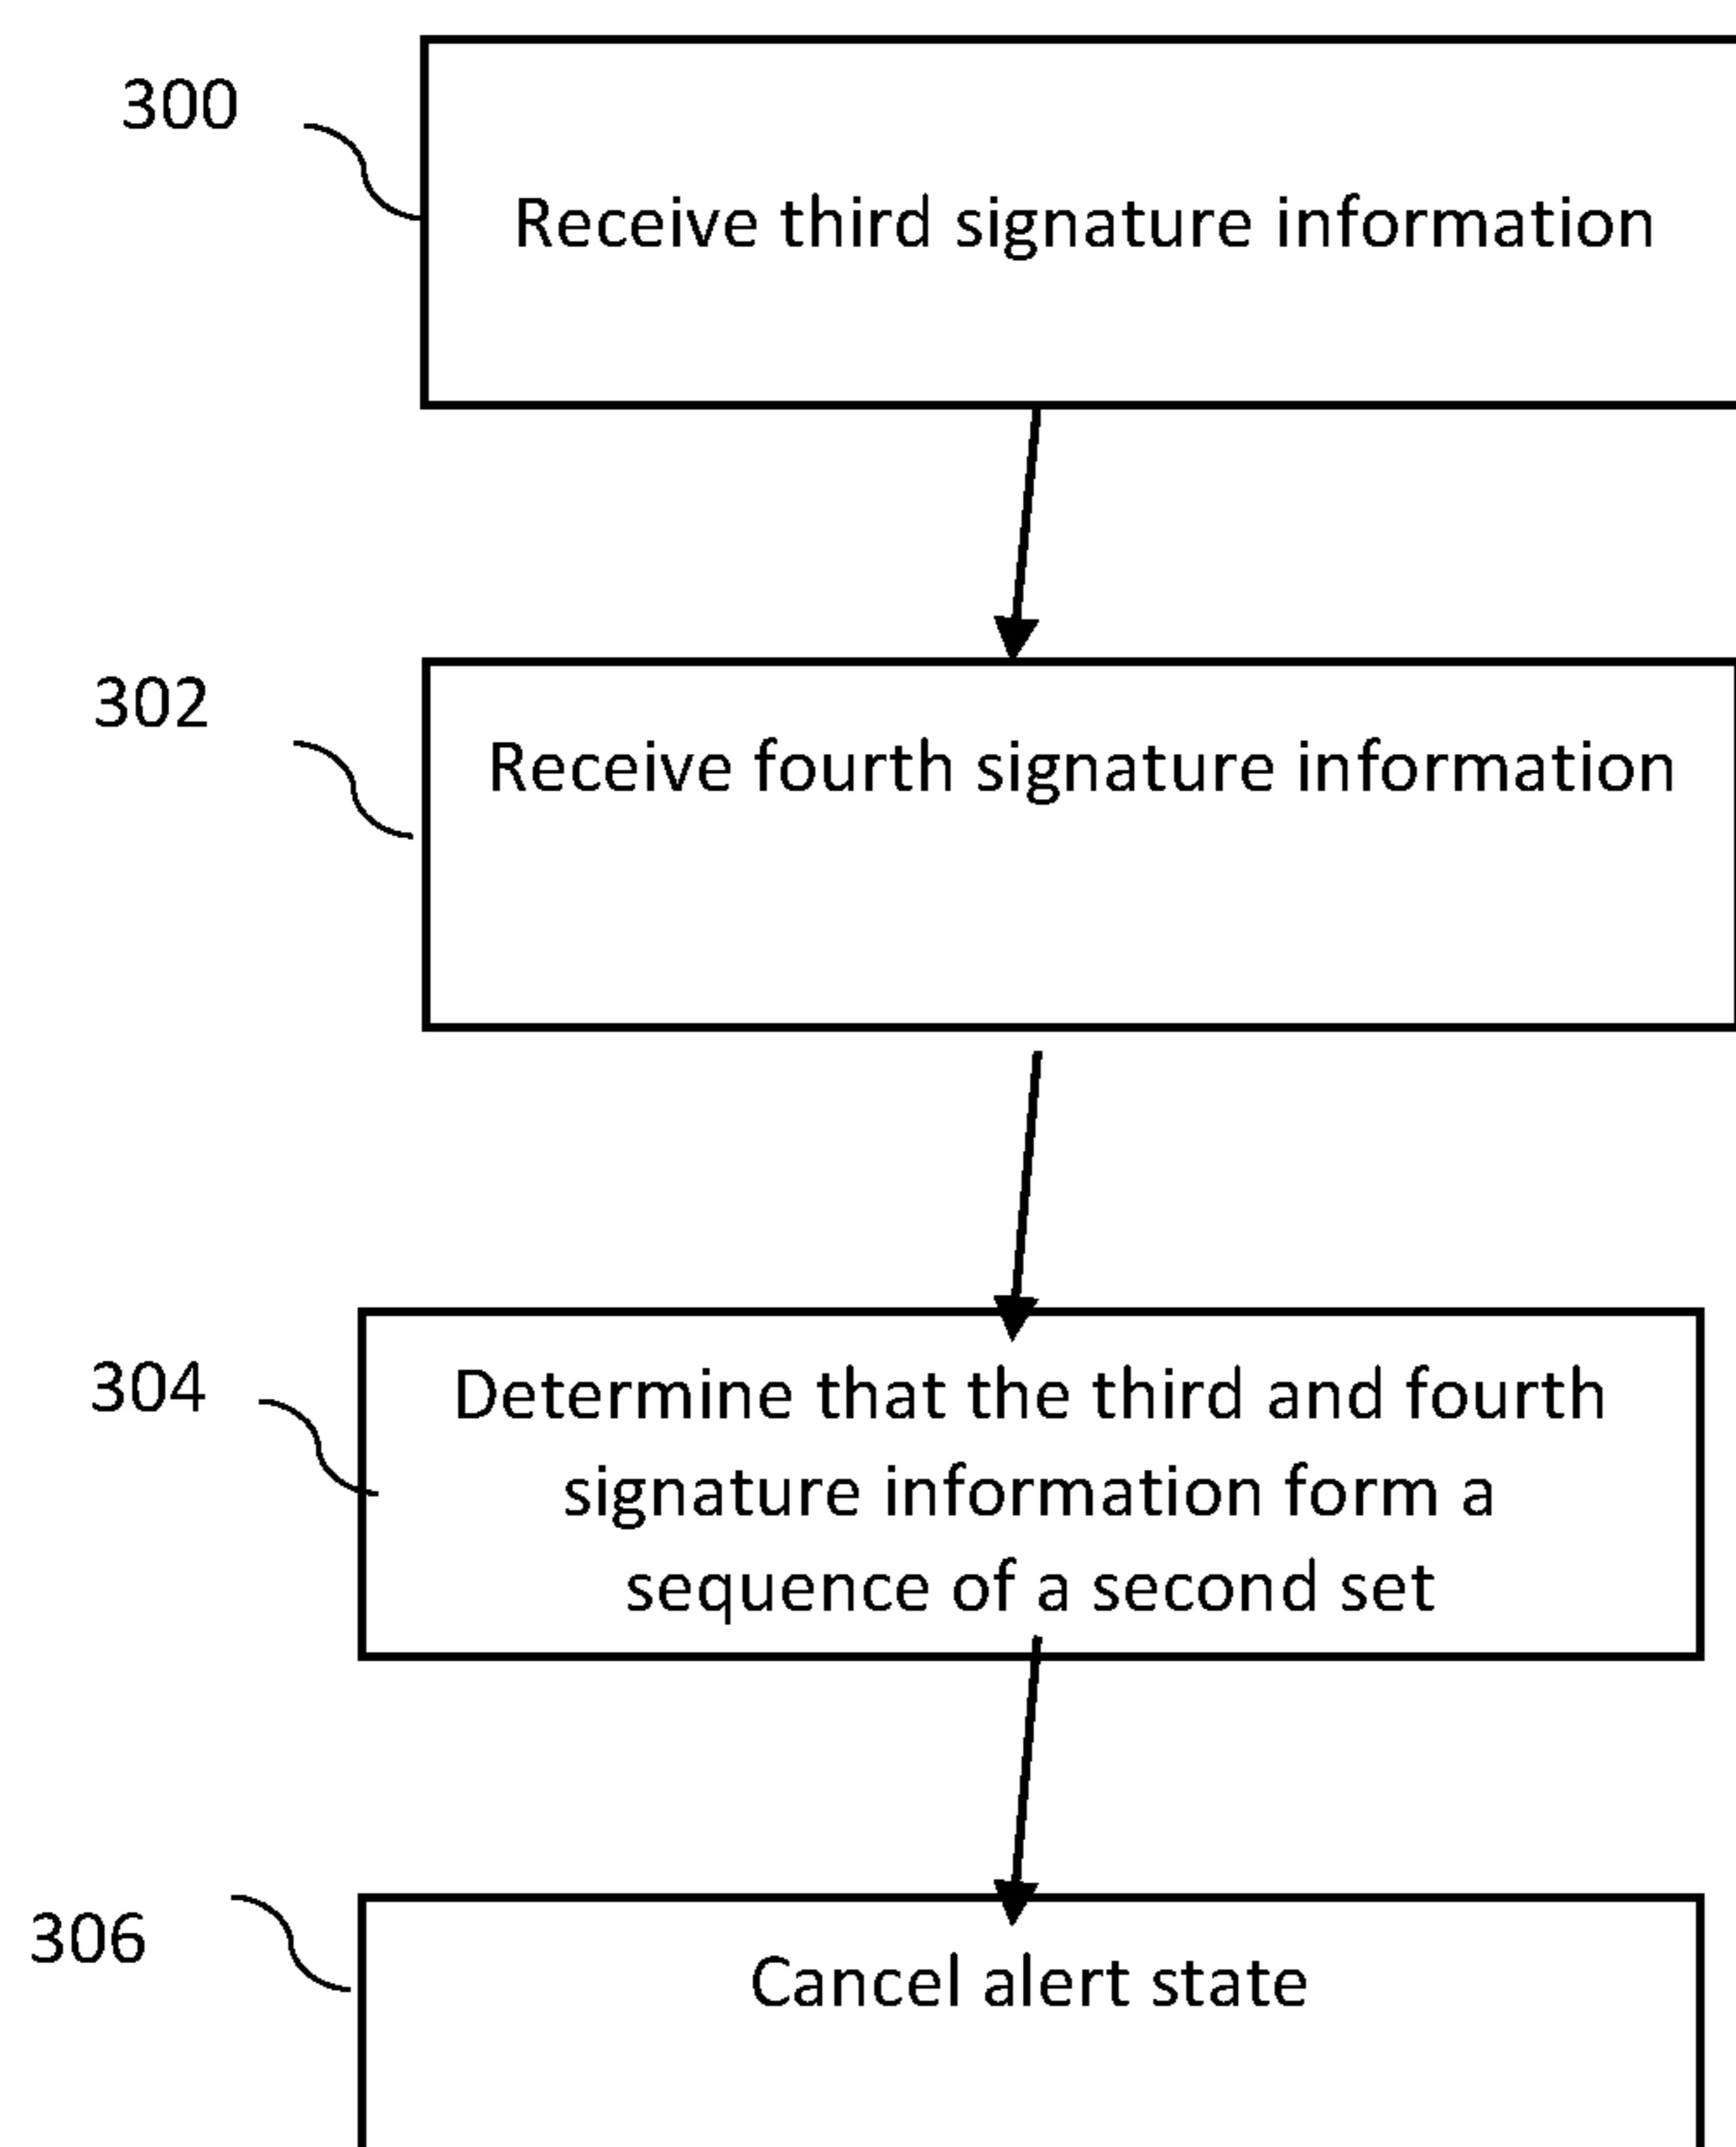 300
Receive third signature information
302
Receive fourth signature information
304
Determine that the third and fourth
signature information form a
sequence of a second set
306
Cancel alert state